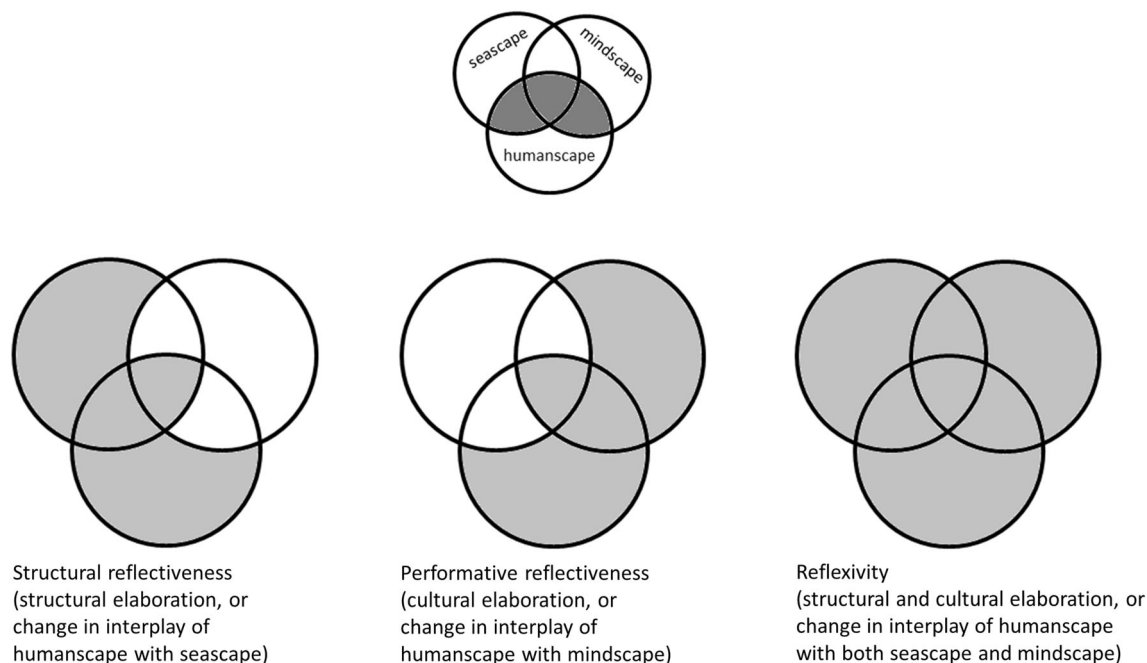 seascape
mindscape
humanscape
Structural reflectiveness
(structural elaboration, or
change in interplay of
humanscape with seascape)
Performative reflectiveness
(cultural elaboration, or
change in interplay of
humanscape with mindscape)
Reflexivity
(structural and cultural elaboration, or
change in interplay of humanscape
with both seascape and mindscape)